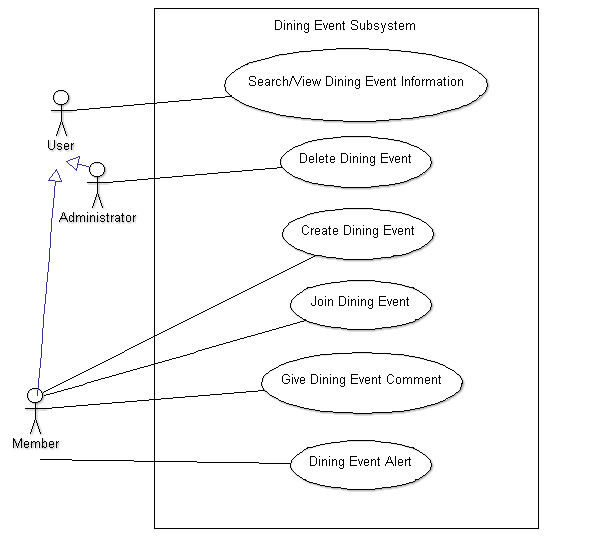 Dining Event Subsystem
Search/View Dining Event Information
User
Delete Dining Event
Administrator
Create Dining Event
Join Dining Event
Give Dining Event Comment
Member
Dining Event Alert